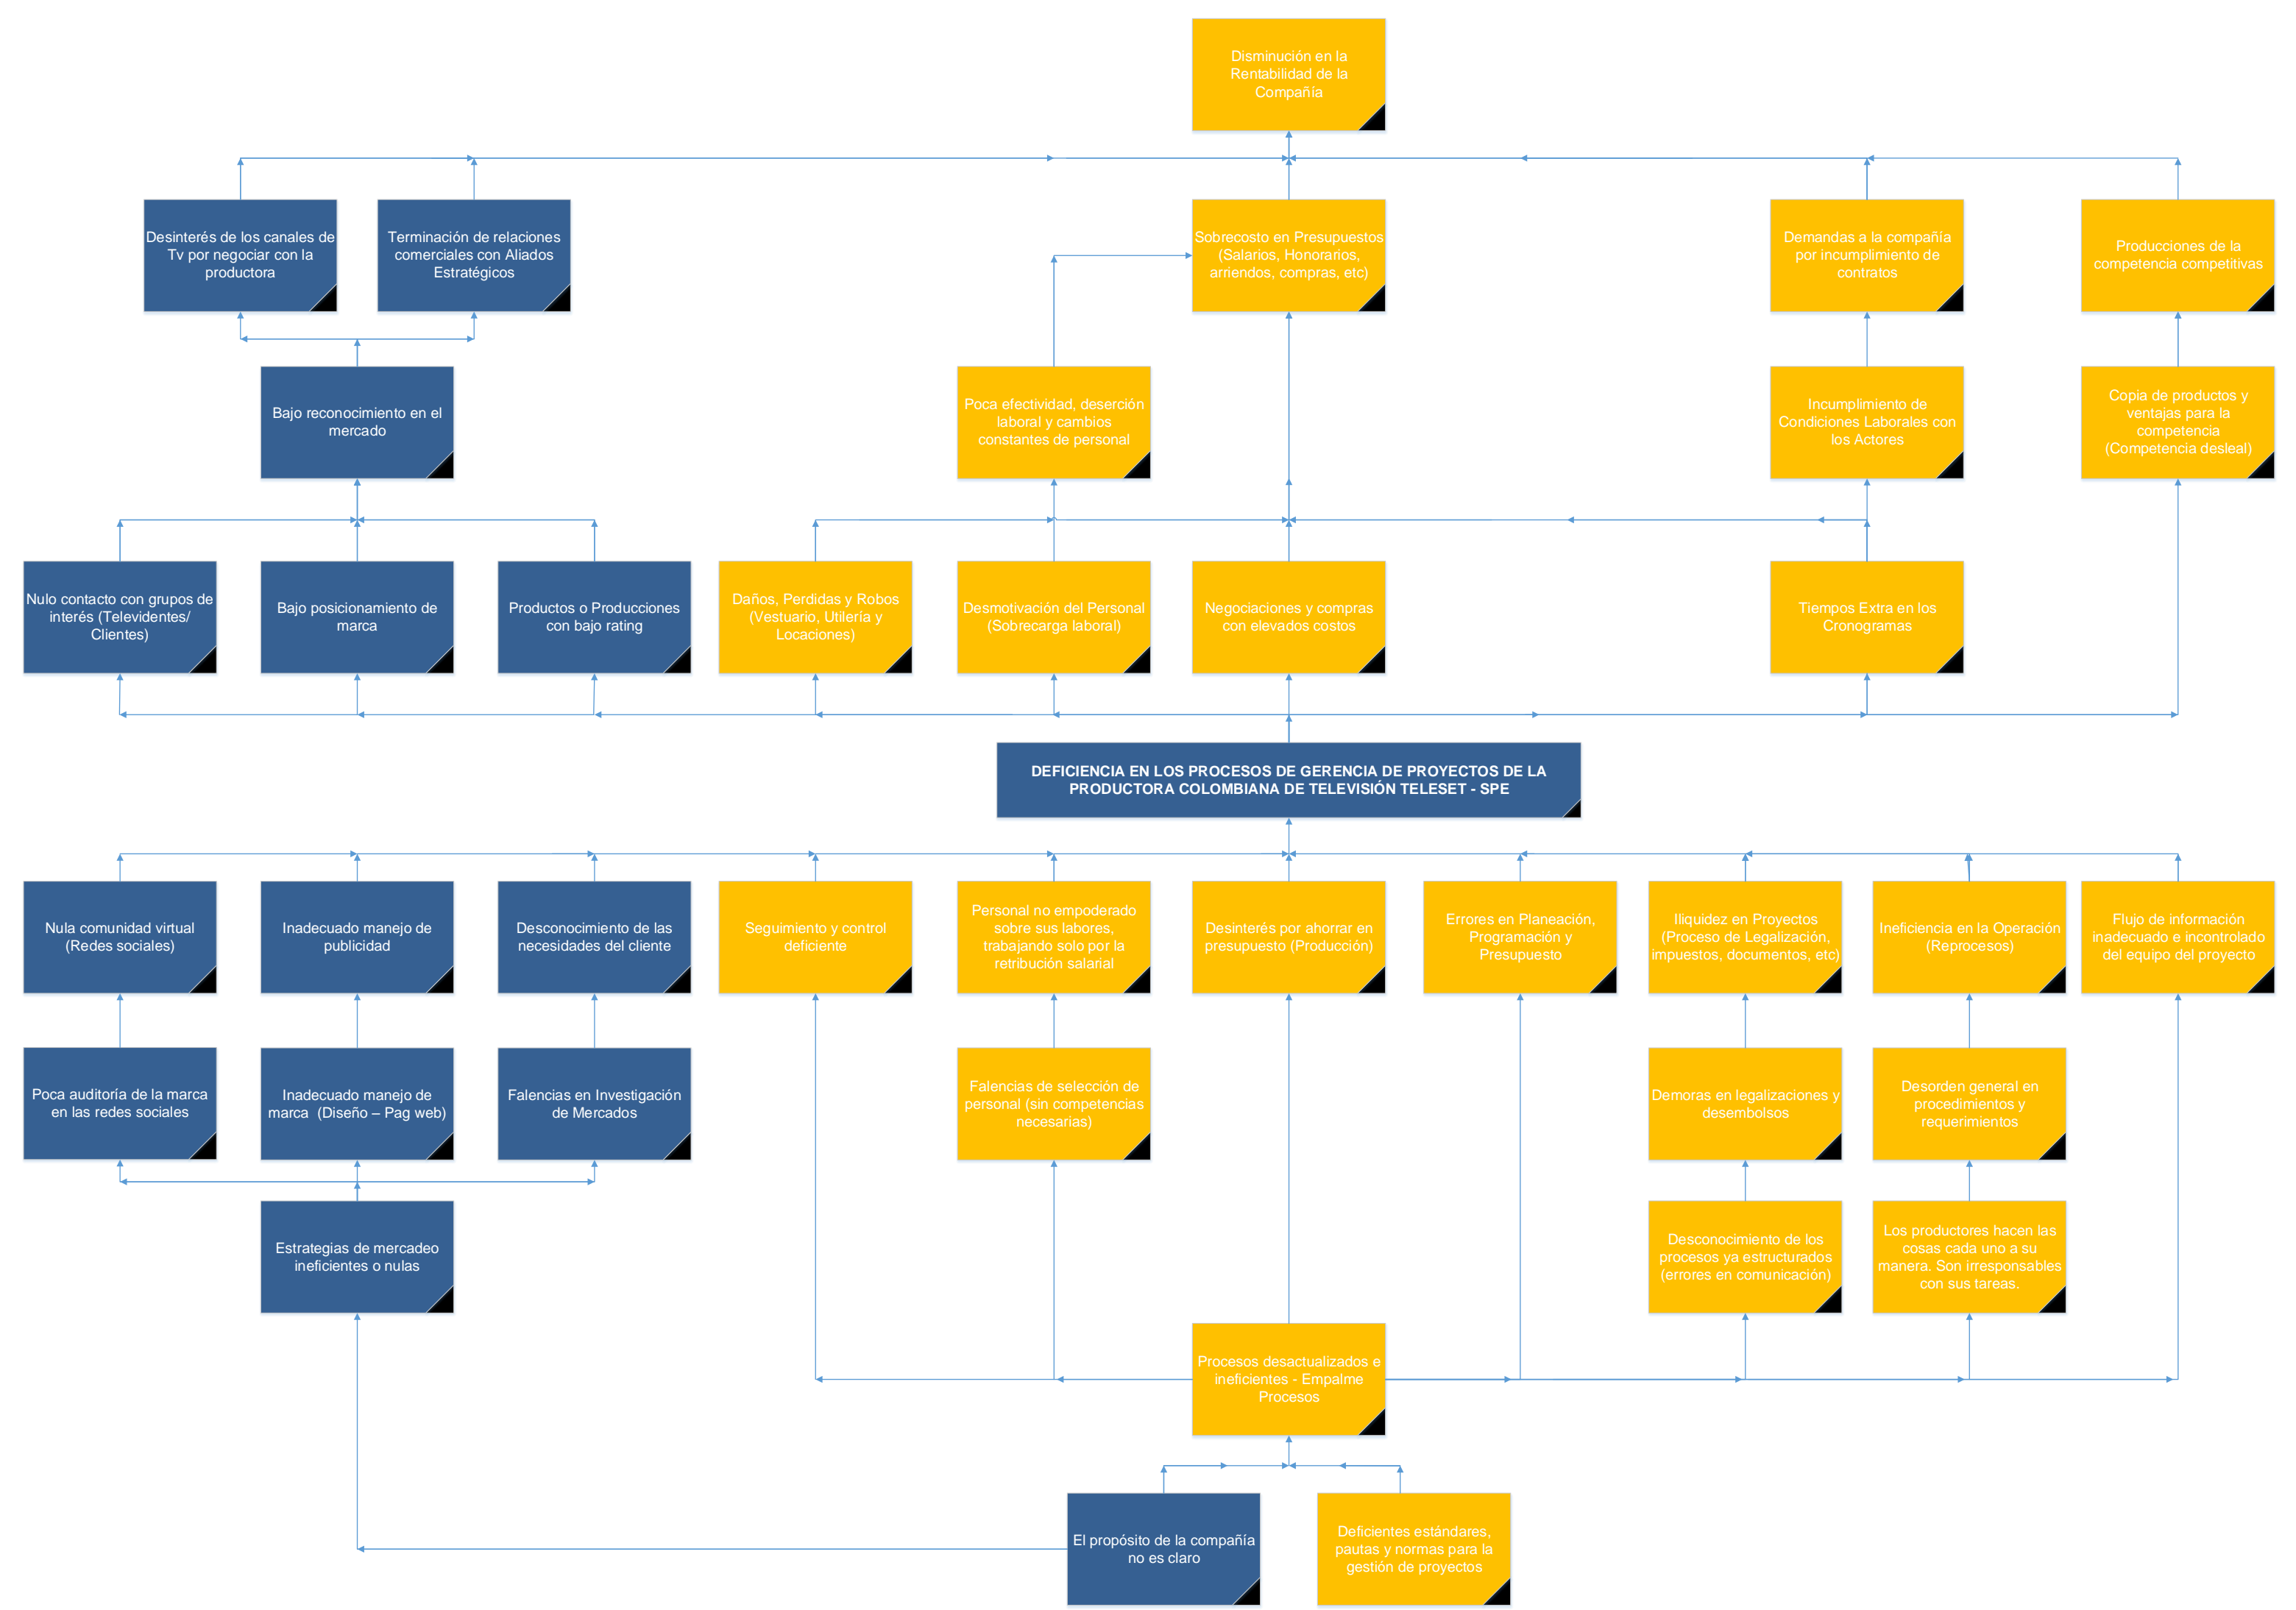 Disminución en la
Rentabilidad de la
Compañía
Desinterés de los canales de
Tv por negociar con la
productora
Terminación de relaciones
comerciales con Aliados
Estratégicos
Sobrecosto en Presupuestos
(Salarios, Honorarios,
arriendos, compras, etc)
Demandas a la compañía
por incumplimiento de
contratos
Producciones de la
competencia competitivas
Bajo reconocimiento en el
mercado
Poca efectividad, deserción
laboral y cambios
constantes de personal
Incumplimiento de
Condiciones Laborales con
los Actores
Copia de productos y
ventajas para la
competencia
(Competencia desleal)
Nulo contacto con grupos de
interés (Televidentes/
Clientes)
Bajo posicionamiento de
marca
Productos o Producciones
con bajo rating
Daños, Perdidas y Robos
(Vestuario, Utilería y
Locaciones)
Desmotivación del Personal
(Sobrecarga laboral)
Negociaciones y compras
con elevados costos
Tiempos Extra en los
Cronogramas
DEFICIENCIA EN LOS PROCESOS DE GERENCIA DE PROYECTOS DE LA
PRODUCTORA COLOMBIANA DE TELEVISIÓN TELESET - SPE
Nula comunidad virtual
(Redes sociales)
Inadecuado manejo de
publicidad
Desconocimiento de las
necesidades del cliente
Seguimiento y control
deficiente
Personal no empoderado
sobre sus labores,
trabajando solo por la
retribución salarial
Desinterés por ahorrar en
presupuesto (Producción)
Errores en Planeación,
Programación y
Presupuesto
Iliquidez en Proyectos
(Proceso de Legalización,
impuestos, documentos, etc)
Ineficiencia en la Operación
(Reprocesos)
Flujo de información
inadecuado e incontrolado
del equipo del proyecto
Poca auditoría de la marca
en las redes sociales
Inadecuado manejo de
marca (Diseño – Pag web)
Falencias en Investigación
de Mercados
Falencias de selección de
personal (sin competencias
necesarias)
Demoras en legalizaciones y
desembolsos
Desorden general en
procedimientos y
requerimientos
Estrategias de mercadeo
ineficientes o nulas
Desconocimiento de los
procesos ya estructurados
(errores en comunicación)
Los productores hacen las
cosas cada uno a su
manera. Son irresponsables
con sus tareas.
Procesos desactualizados e
ineficientes - Empalme
Procesos
El propósito de la compañía
no es claro
Deficientes estándares,
pautas y normas para la
gestión de proyectos